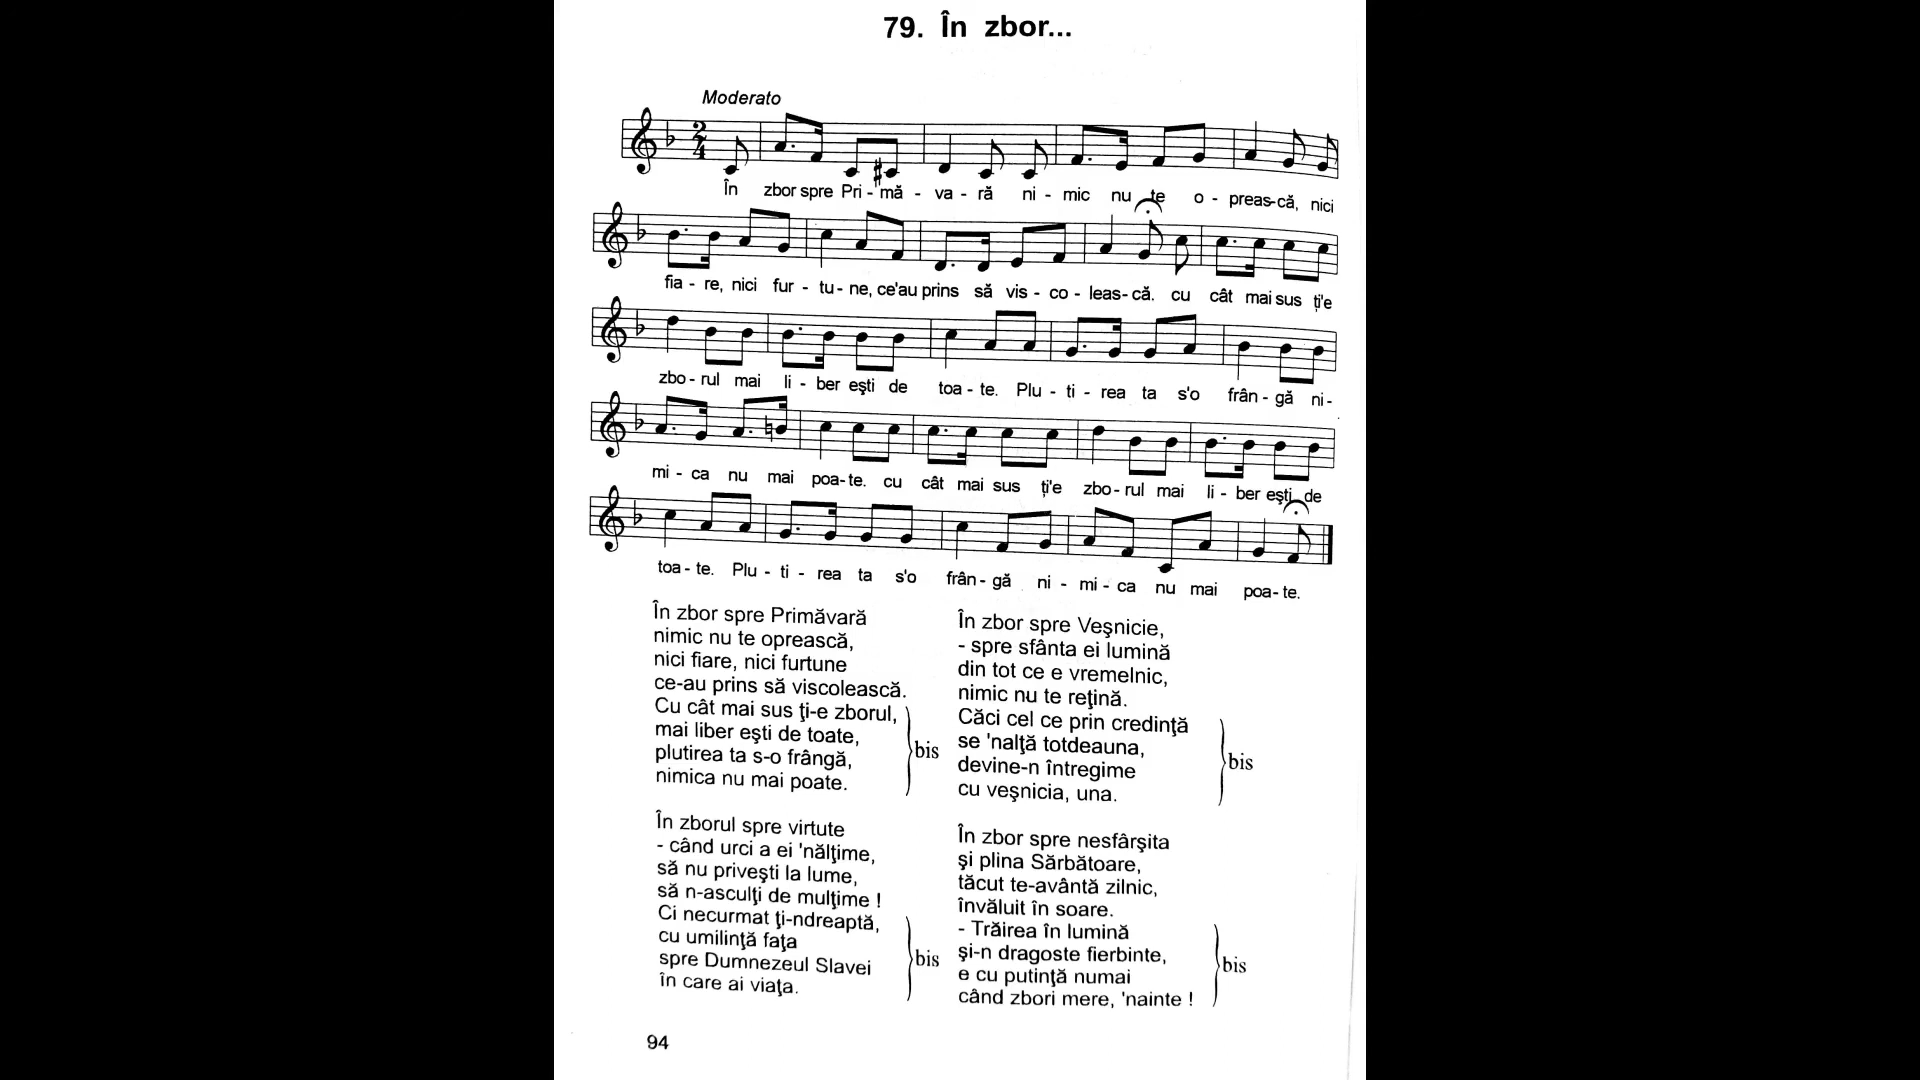 79. În zbor...
Moderato
În zbor spre Pri - mă - va - ră ni - mic nu te o - preas-că, nici
fia - re, nici fur - tu - ne, ce'au prins să vis - co - leas-că. cu cât mai sus ţi'e
zbo - rul mai li - ber eşti de toa - te. Plu - ti - rea ta s'o frân - gă ni -
mi - ca nu mai poa - te. cu cât mai sus ţi'e zbo - rul mai li - ber eşti de
toa - te. Plu - ti - rea ta s'o frân - gă ni - mi - ca nu mai poa - te.
În zbor spre Primăvară
nimic nu te oprească,
nici fiare, nici furtune
ce-au prins să viscolească.
Cu cât mai sus ţi-e zborul,
mai liber eşti de toate,
plutirea ta s-o frângă,
nimica nu mai poate.
bis
În zborul spre virtute
- când urci a ei 'nălţime,
să nu priveşti la lume,
să n-asculţi de mulţime !
Ci necurmat ţi-ndreaptă,
cu umilinţă faţa
spre Dumnezeul Slavei
în care ai viaţa.
bis
În zbor spre Veşnicie,
- spre sfânta ei lumină
din tot ce e vremelnic,
nimic nu te reţină.
Căci cel ce prin credinţă
se 'nalţă totdeauna,
devine-n întregime
cu veşnicia, una.
bis
În zbor spre nesfârşita
şi plina Sărbătoare,
tăcut te-avântă zilnic,
învăluit în soare.
- Trăirea în lumină
şi-n dragoste fierbinte,
e cu putinţă numai
când zbori mere, 'nainte !
bis
94